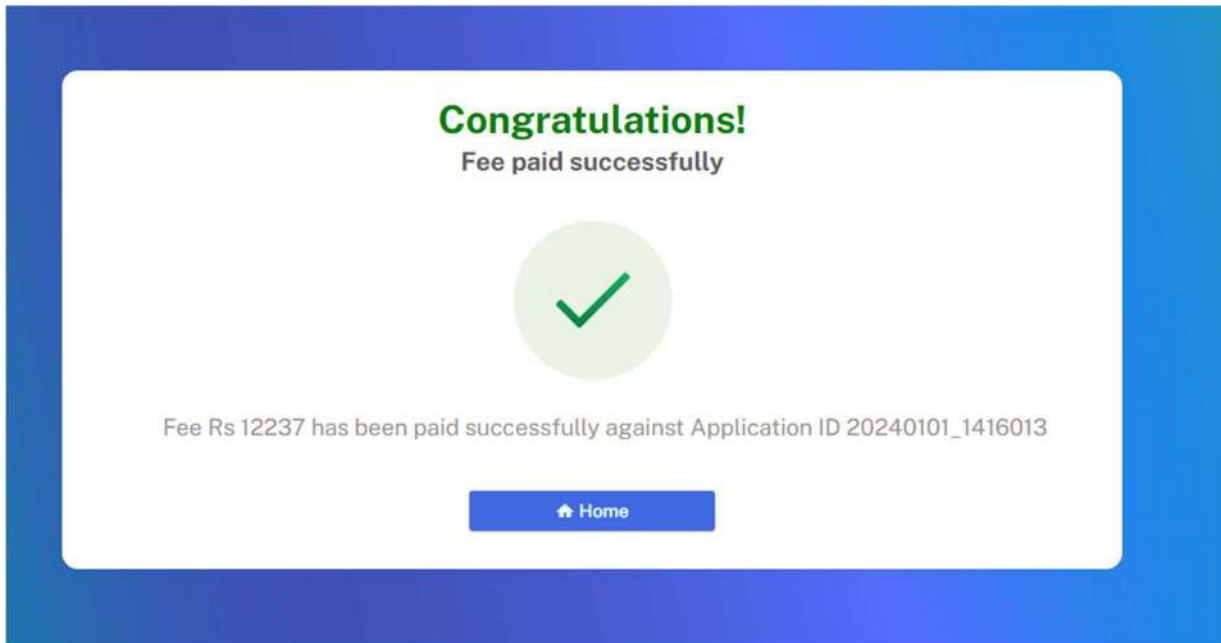 Congratulations!
Fee paid successfully
Fee Rs 12237 has been paid successfully against Application ID 20240101_1416013
Home